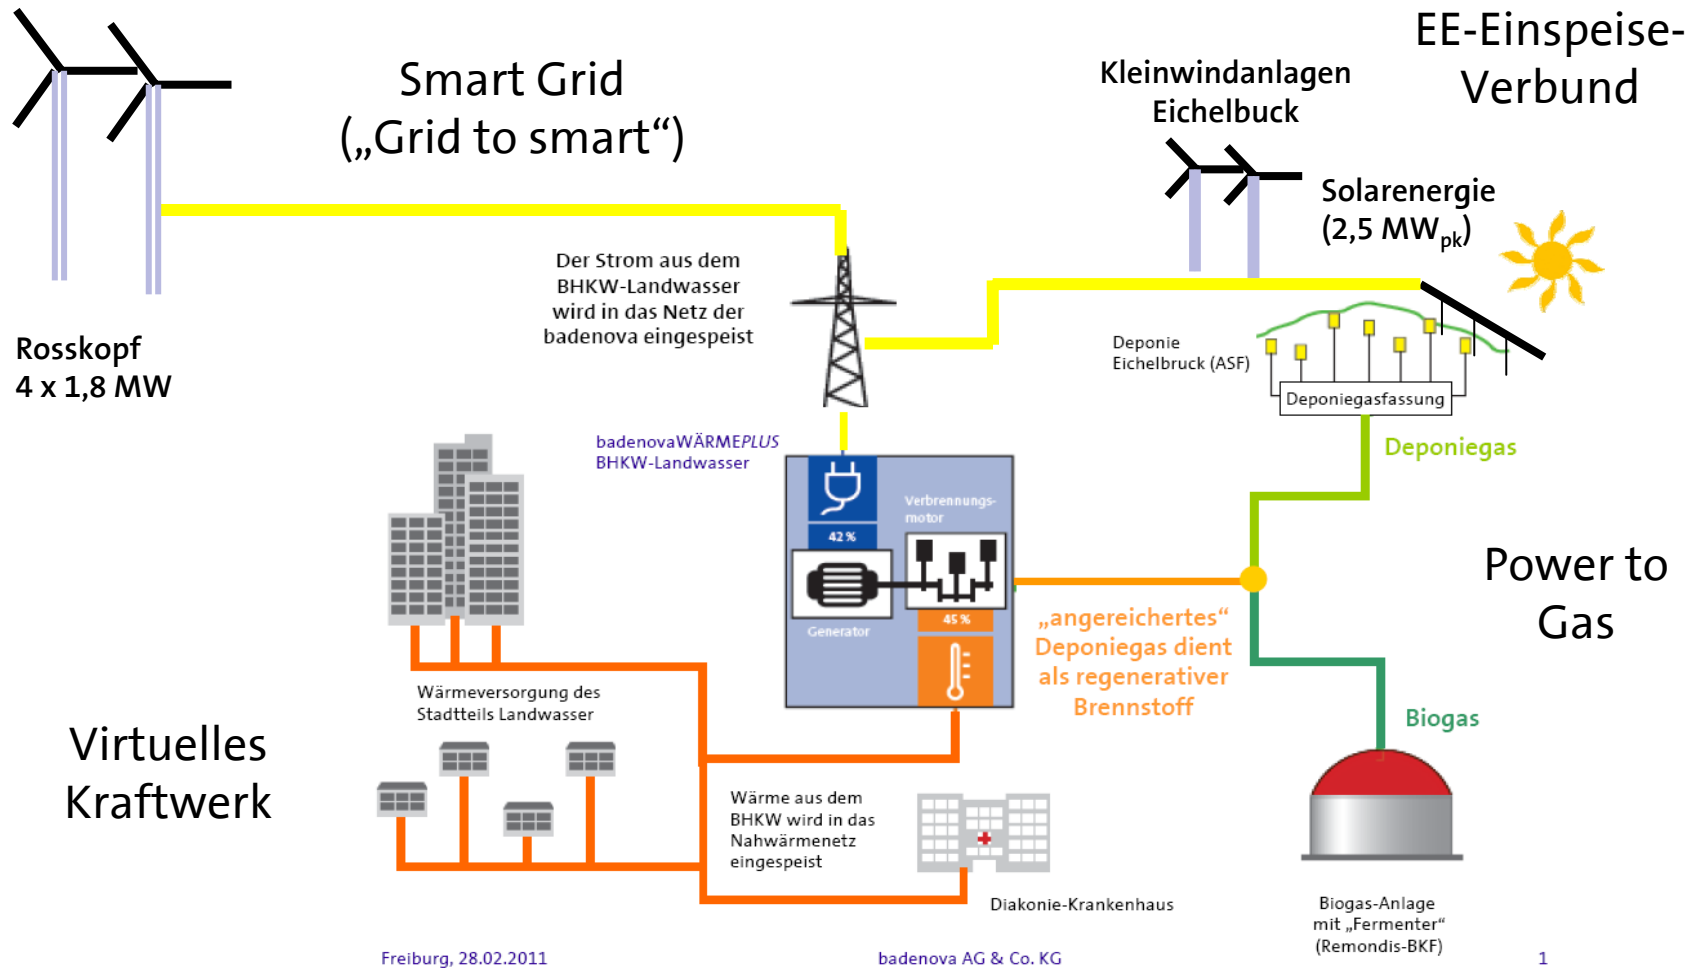 EE-Einspeise-
Verbund
Smart Grid
(„Grid to smart“)
Kleinwindanlagen
Eichelbuck
Solarenergie
(2,5 MWpk)
Der Strom aus dem
BHKW-Landwasser
wird in das Netz der
badenova eingespeist
Rosskopf
4 x 1,8 MW
Deponie
Eichelbruck (ASF)
Deponiegasfassung
badenovaWÄRMEPLUS
BHKW-Landwasser
Deponiegas
Verbrennungs-
motor
42 %
Generator
45 %
Power to
Gas
„angereichertes“
Deponiegas dient
als regenerativer
Brennstoff
Wärmeversorgung des
Stadtteils Landwasser
Biogas
Virtuelles
Kraftwerk
Wärme aus dem
BHKW wird in das
Nahwärmenetz
eingespeist
Diakonie-Krankenhaus
Biogas-Anlage
mit „Fermenter“
(Remondis-BKF)
Freiburg, 28.02.2011
badenova AG & Co. KG
1